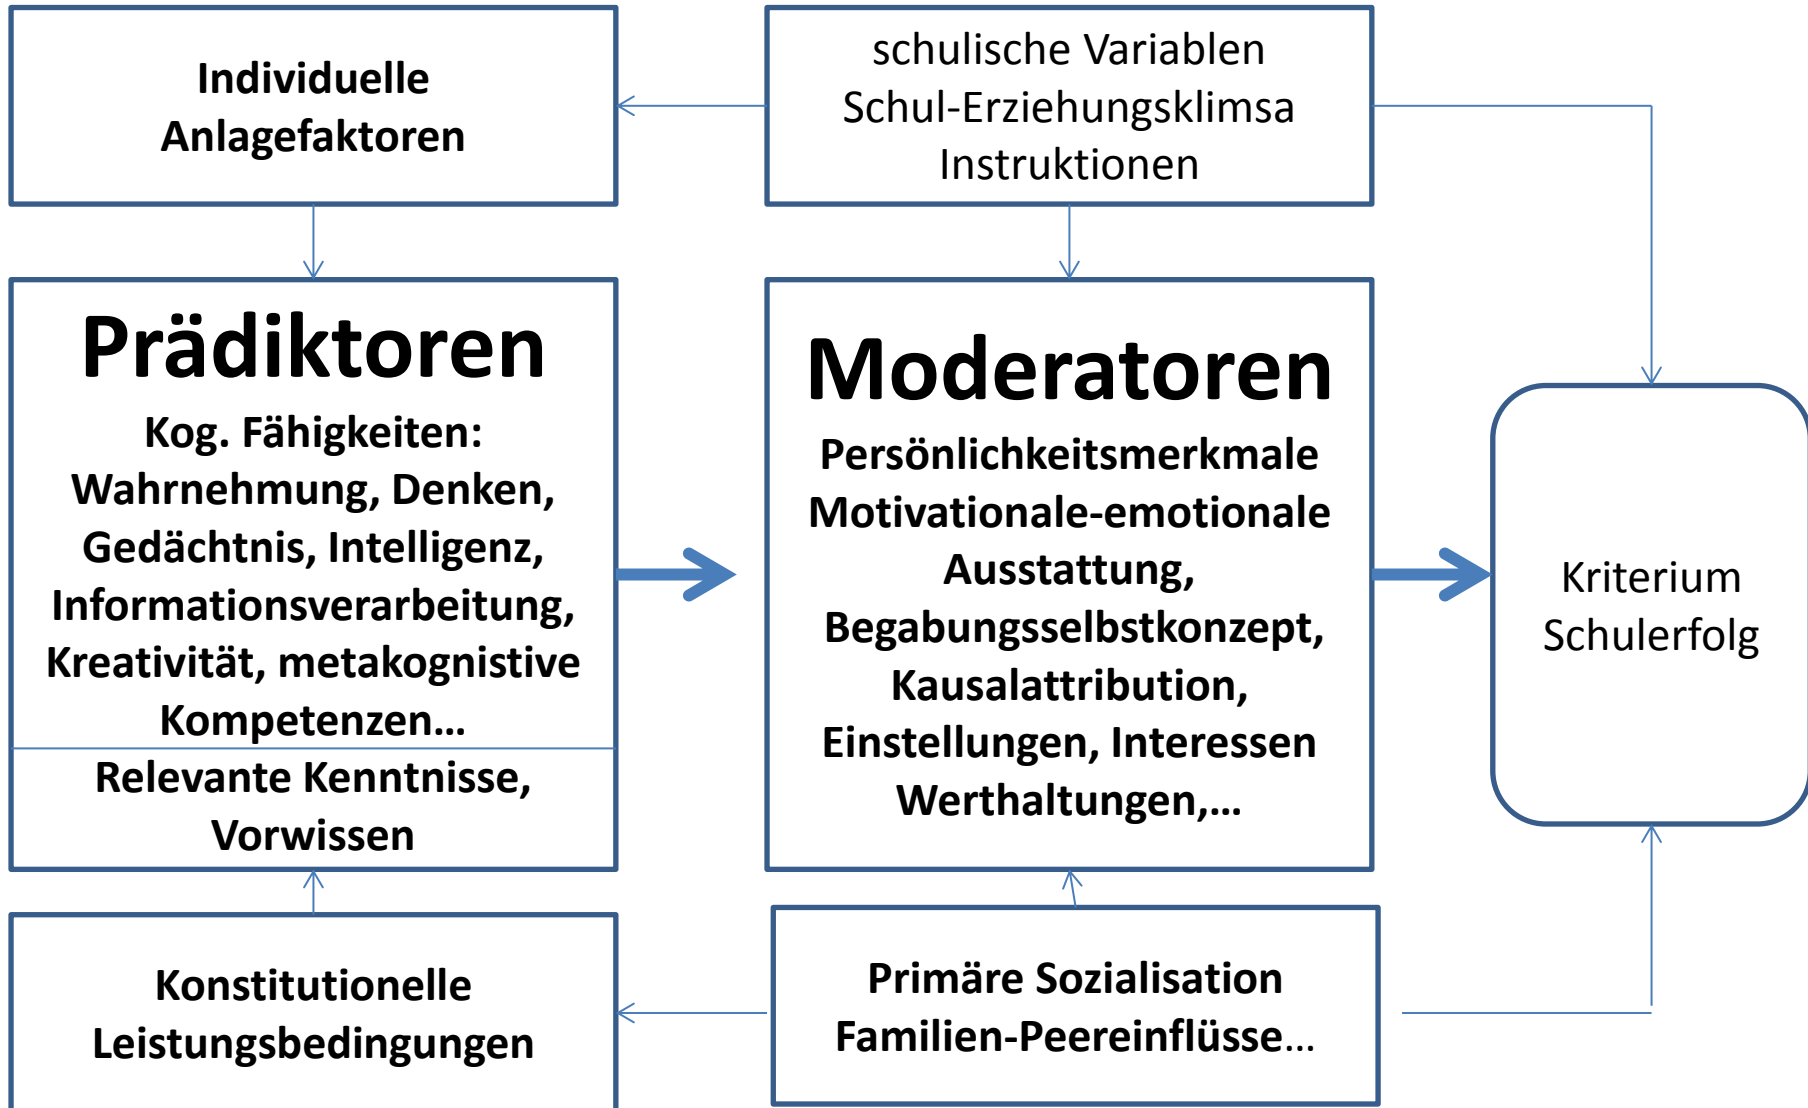 Individuelle
Anlagefaktoren
schulische Variablen
Schul-Erziehungsklimsa
Instruktionen
Prädiktoren
Kog. Fähigkeiten:
Wahrnehmung, Denken,
Gedächtnis, Intelligenz,
Informationsverarbeitung,
Kreativität, metakognistive
Kompetenzen…
Relevante Kenntnisse,
Vorwissen
Moderatoren
Persönlichkeitsmerkmale
Motivationale-emotionale
Ausstattung,
Begabungsselbstkonzept,
Kausalattribution,
Einstellungen, Interessen
Werthaltungen,…
Kriterium
Schulerfolg
Konstitutionelle
Leistungsbedingungen
Primäre Sozialisation
Familien-Peereinflüsse…